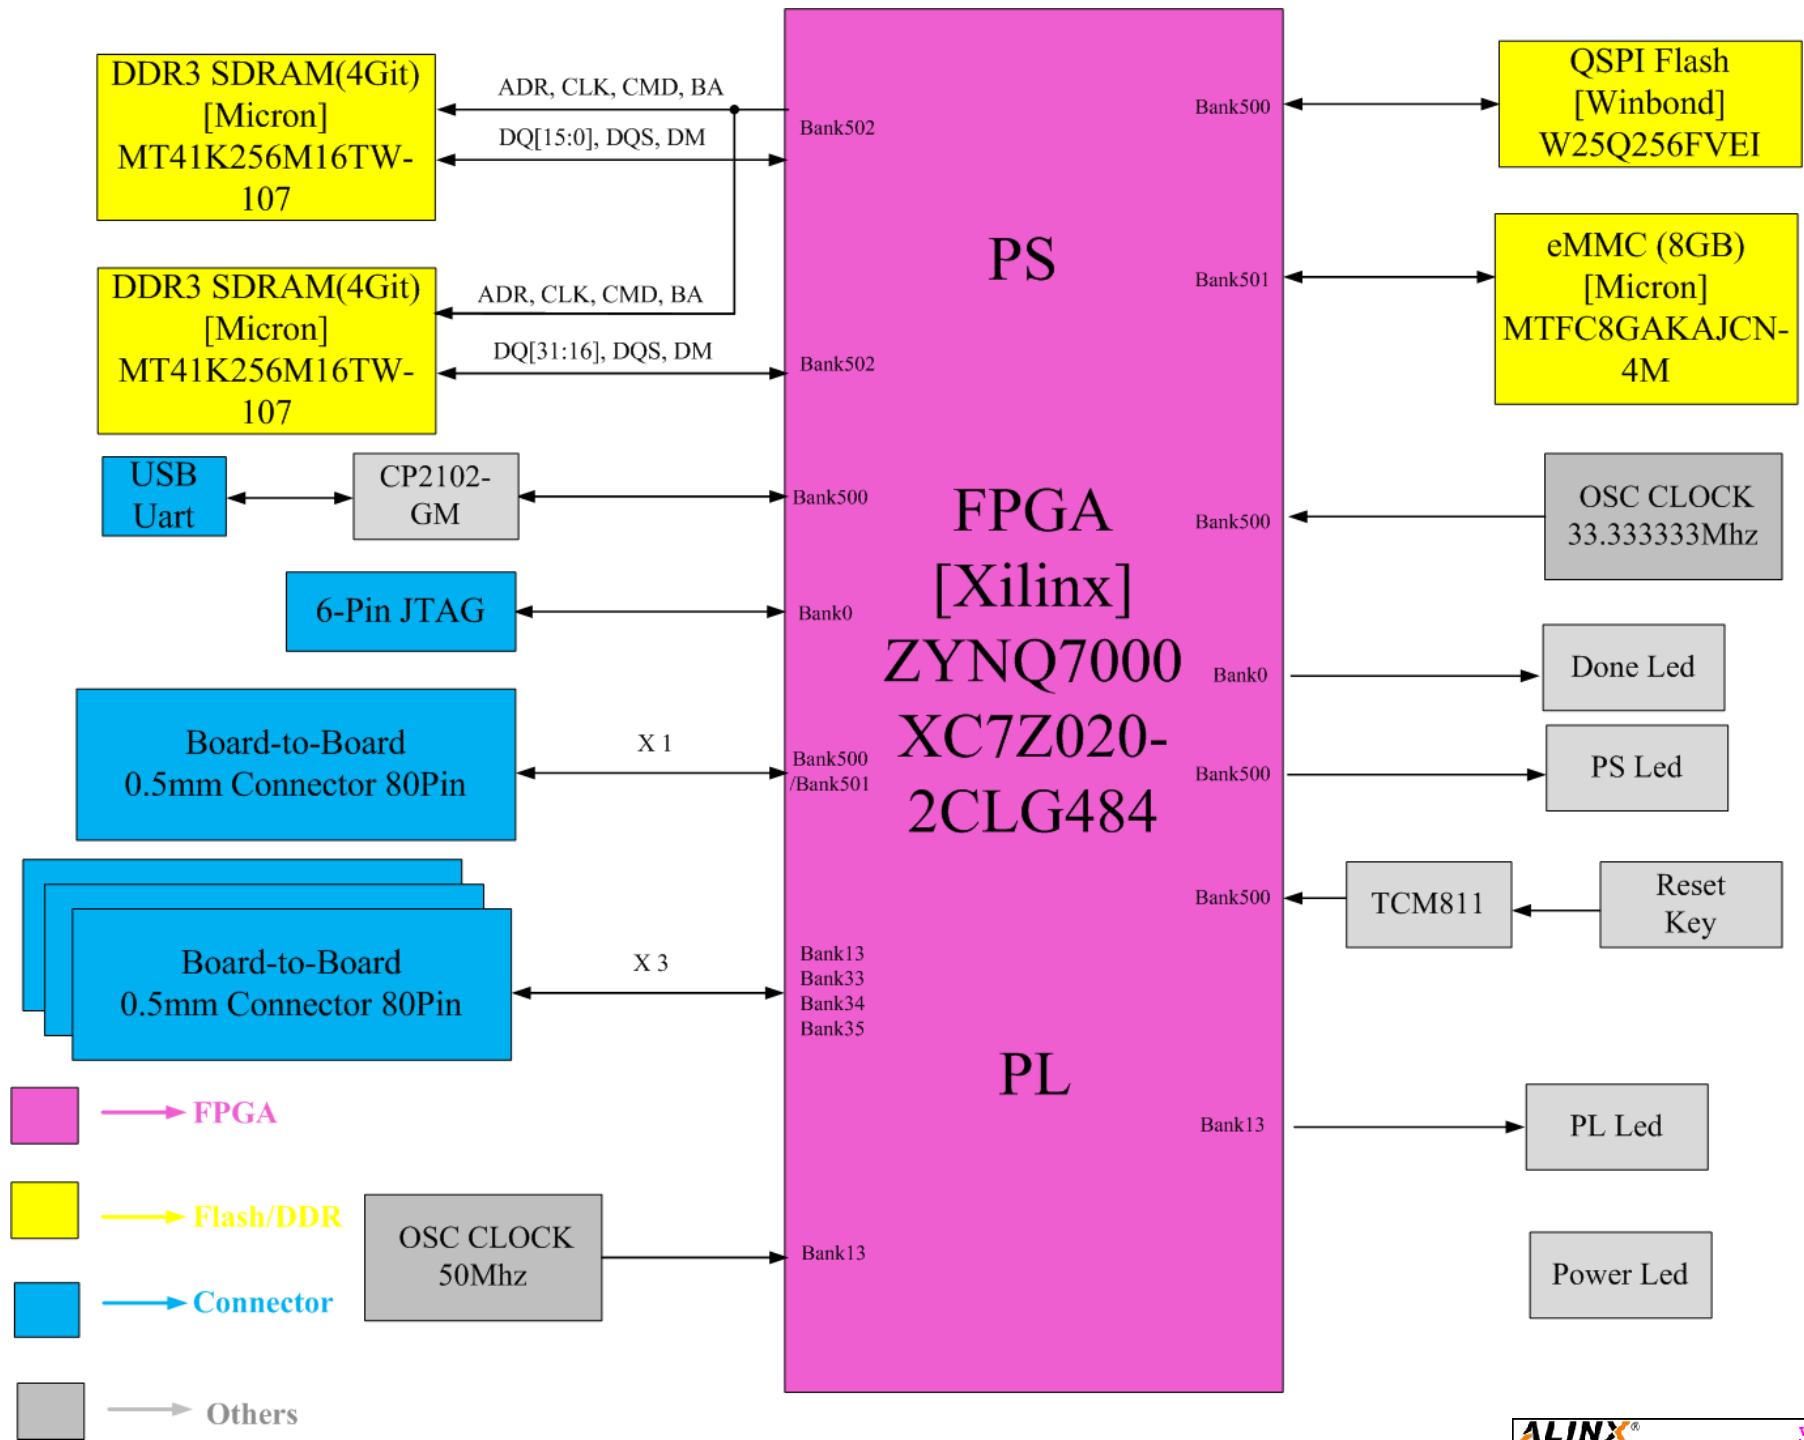 DDR3 SDRAM(4Git)
[Micron]
MT41K256M16TW-
107
ADR, CLK, CMD, BA
DQ[15:0], DQS, DM
Bank502
DDR3 SDRAM(4Git)
[Micron]
MT41K256M16TW-
107
ADR, CLK, CMD, BA
DQ[31:16], DQS, DM
Bank502
USB
Uart
CP2102-
GM
Bank500
6-Pin JTAG
Bank0
Board-to-Board
0.5mm Connector 80Pin
X 1
Bank500
/Bank501
Board-to-Board
0.5mm Connector 80Pin
X 3
Bank13
Bank33
Bank34
Bank35
OSC CLOCK
50Mhz
Bank13
PS
FPGA
[Xilinx]
ZYNQ7000
XC7Z020-
2CLG484
PL
Bank500
QSPI Flash
[Winbond]
W25Q256FVEI
Bank501
eMMC (8GB)
[Micron]
MTFC8GAKAJCN-
4M
Bank500
OSC CLOCK
33.333333Mhz
Bank0
Done Led
Bank500
PS Led
Bank500
TCM811
Reset
Key
Bank13
PL Led
Power Led
FPGA
Flash/DDR
Connector
Others
ALINX®